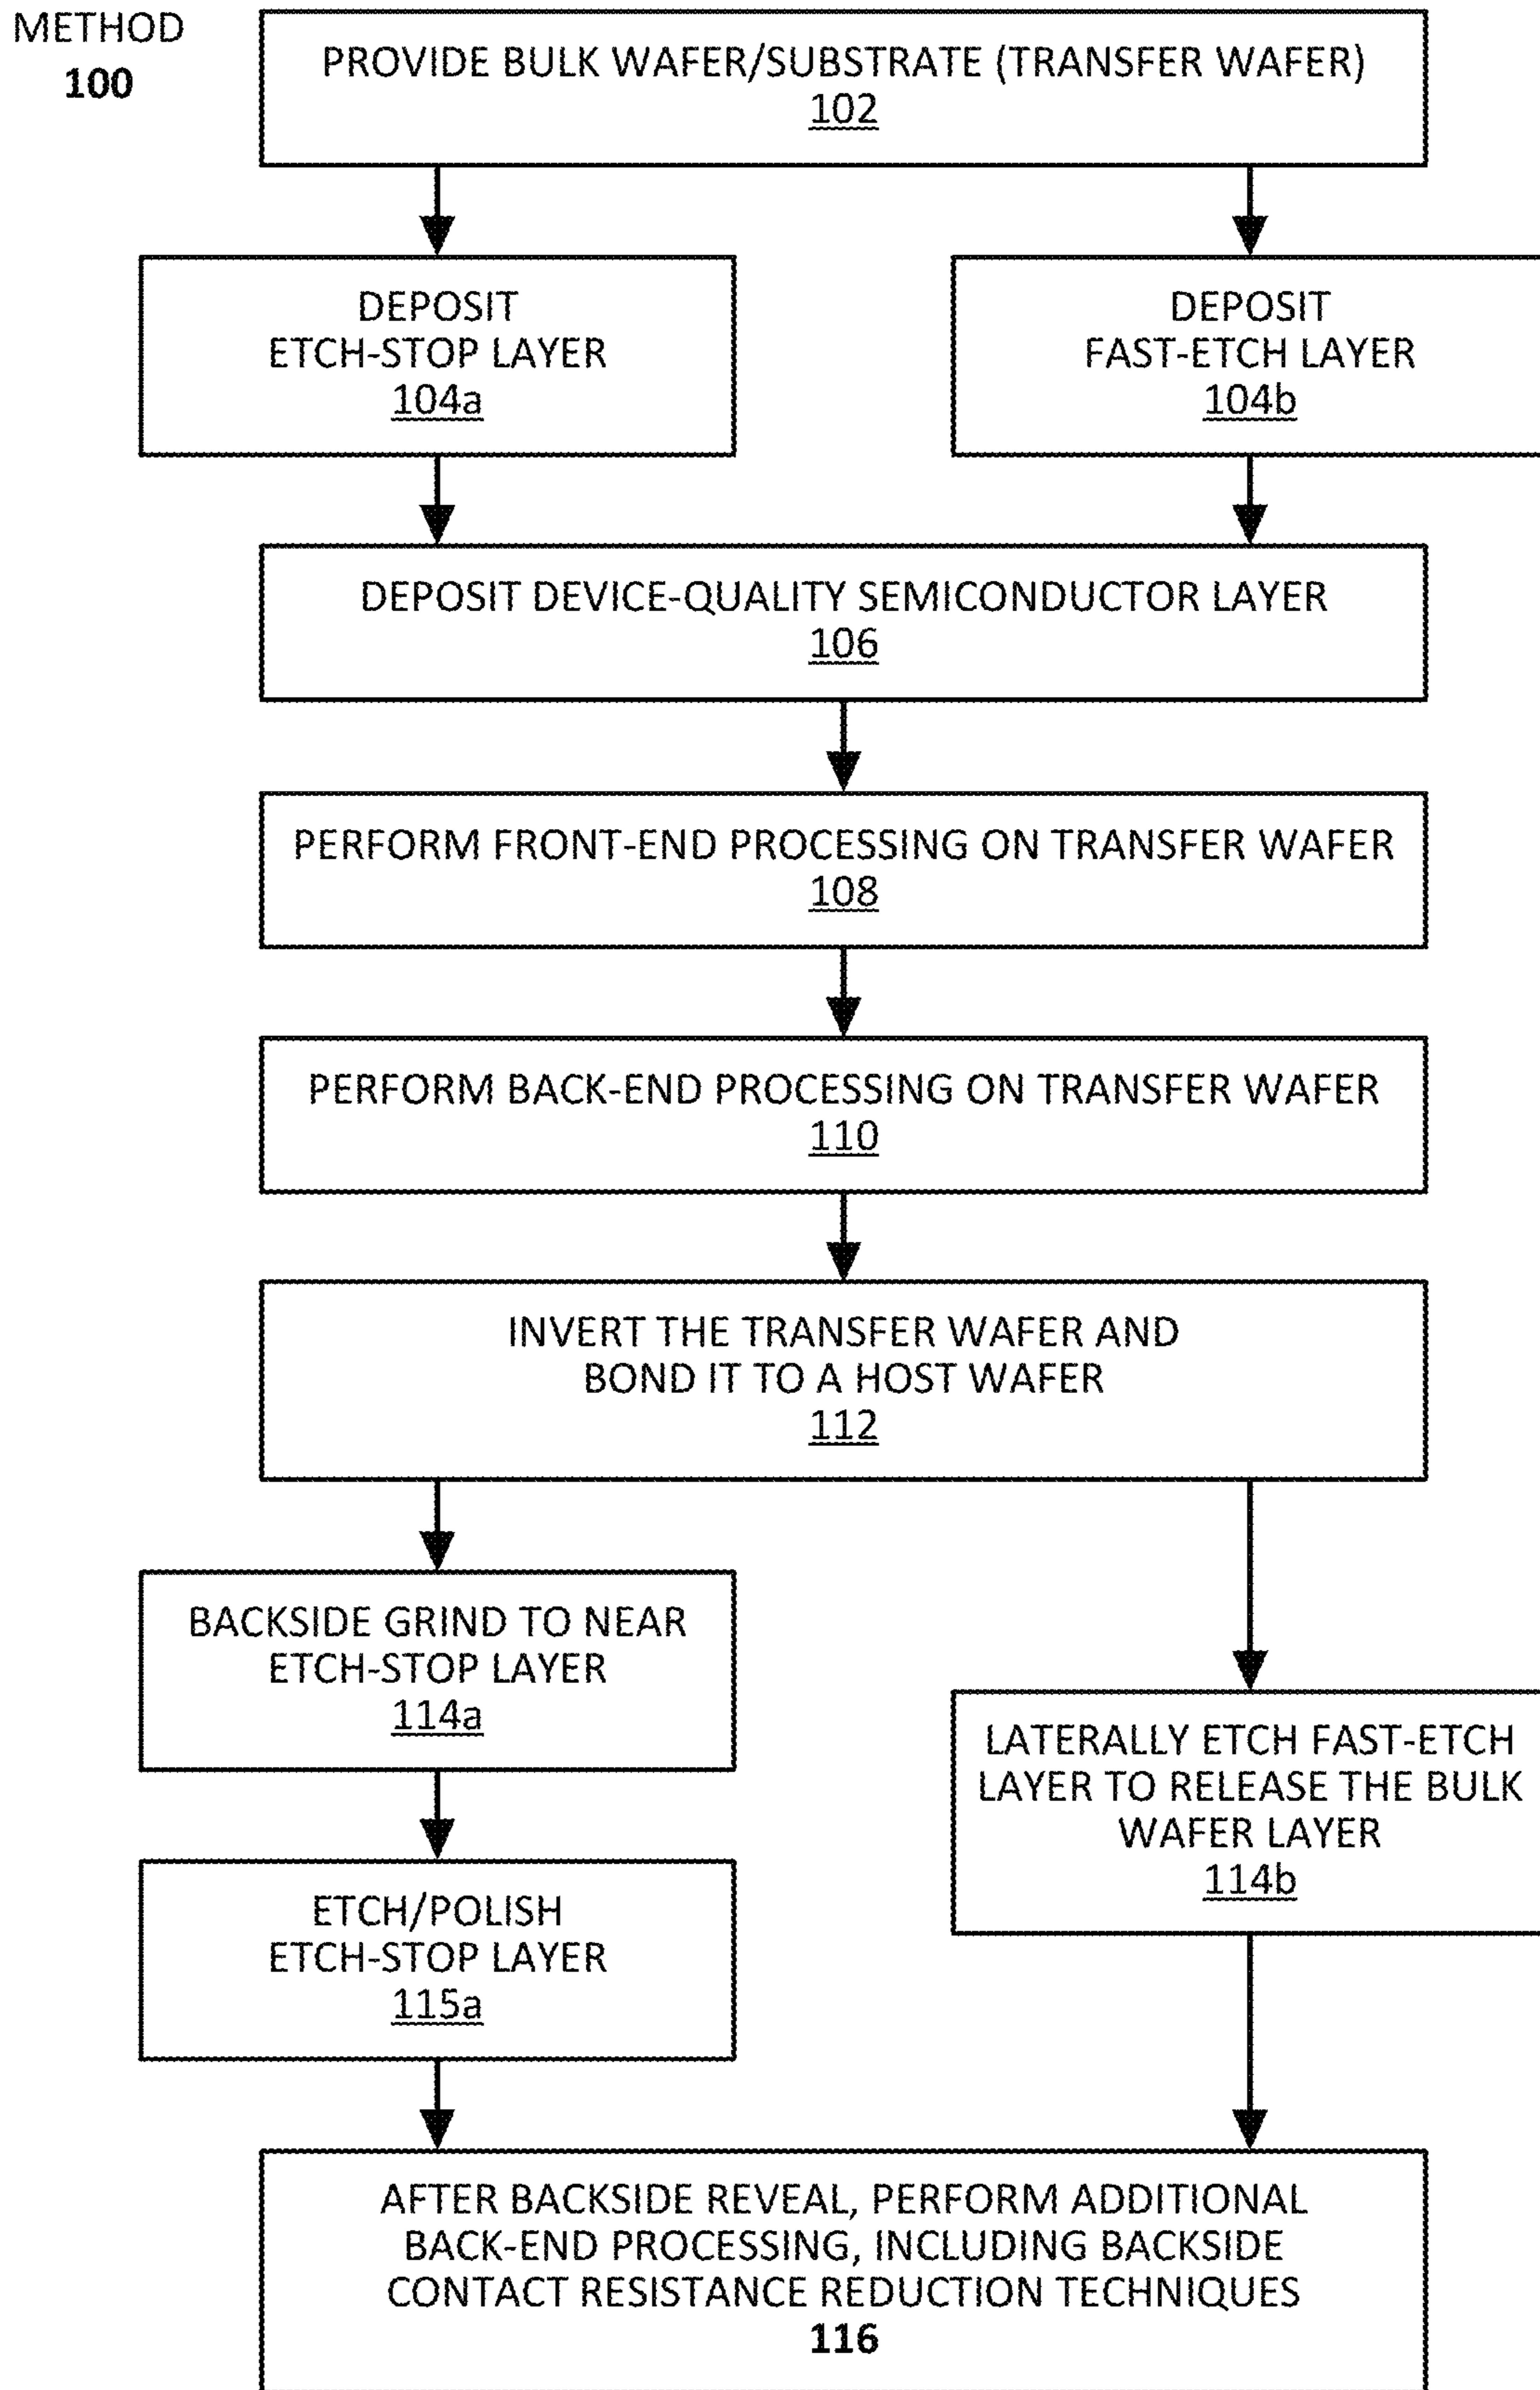 METHOD
100
PROVIDE BULK WAFER/SUBSTRATE (TRANSFER WAFER)
102
DEPOSIT
ETCH-STOP LAYER
104a
DEPOSIT
FAST-ETCH LAYER
104b
DEPOSIT DEVICE-QUALITY SEMICONDUCTOR LAYER
106
PERFORM FRONT-END PROCESSING ON TRANSFER WAFER
108
PERFORM BACK-END PROCESSING ON TRANSFER WAFER
110
INVERT THE TRANSFER WAFER AND
BOND IT TO A HOST WAFER
112
BACKSIDE GRIND TO NEAR
ETCH-STOP LAYER
114a
LATERALLY ETCH FAST-ETCH
LAYER TO RELEASE THE BULK
WAFER LAYER
114b
ETCH/POLISH
ETCH-STOP LAYER
115a
AFTER BACKSIDE REVEAL, PERFORM ADDITIONAL
BACK-END PROCESSING, INCLUDING BACKSIDE
CONTACT RESISTANCE REDUCTION TECHNIQUES
116